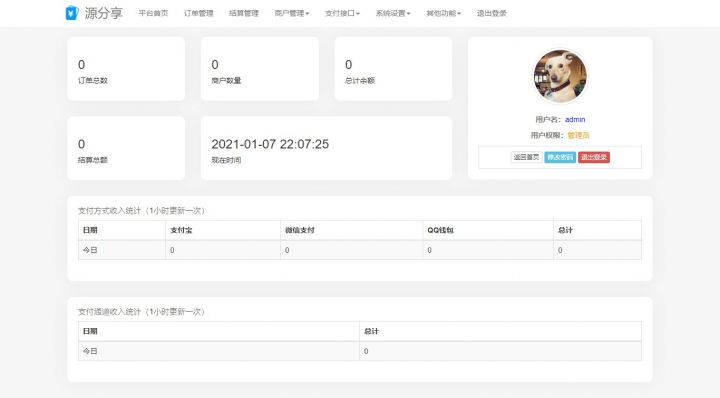 源分享 平台首页 订单管理 结算管理 商户管理 支付接口 系统设置 其他功能 退出登录
0
订单总数
0
商户数量
0
总计余额
0
结算总额
2021-01-07 22:07:25
现在时间
用户名：admin
用户权限：管理员
返回首页 修改密码 退出登录
支付方式收入统计（1小时更新一次）
日期 支付宝 微信支付 QQ钱包 总计
今日 0 0 0 0
支付通道收入统计（1小时更新一次）
日期 总计
今日 0